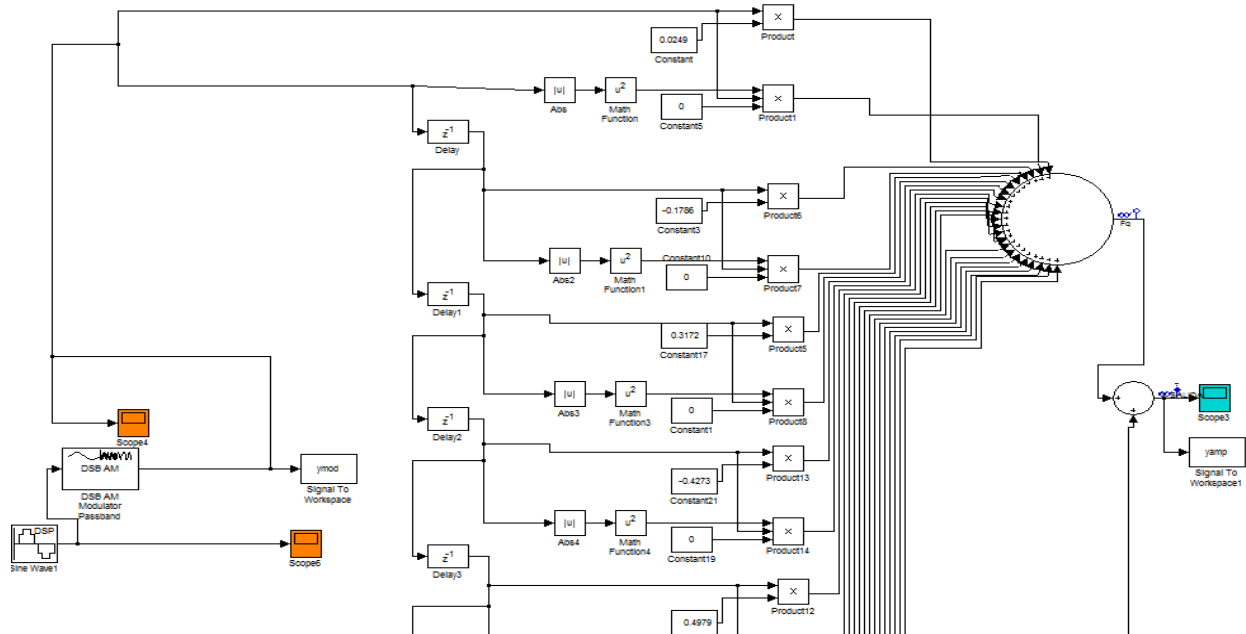 ×
Product
0.0249
Constant
|u|
Abs
u²
Math
Function
0
Constant5
×
Product1
z⁻¹
Delay
-0.1786
Constant3
×
Product6
|u|
Abs2
u²
Math
Function1
Constant10
0
×
Product7
Fq
z⁻¹
Delay1
0.3172
Constant17
×
Product5
|u|
Abs3
u²
Math
Function3
0
Constant1
×
Product8
Scope3
Scope4
z⁻¹
Delay2
DSB AM
DSB AM
Modulator
Passband
ymod
Signal To
Workspace
-0.4273
Constant21
×
Product13
yamp
Signal To
Workspace1
|u|
Abs4
u²
Math
Function4
0
Constant19
×
Product14
DSP
Sine Wave1
Scope6
z⁻¹
Delay3
×
Product12
0.4979